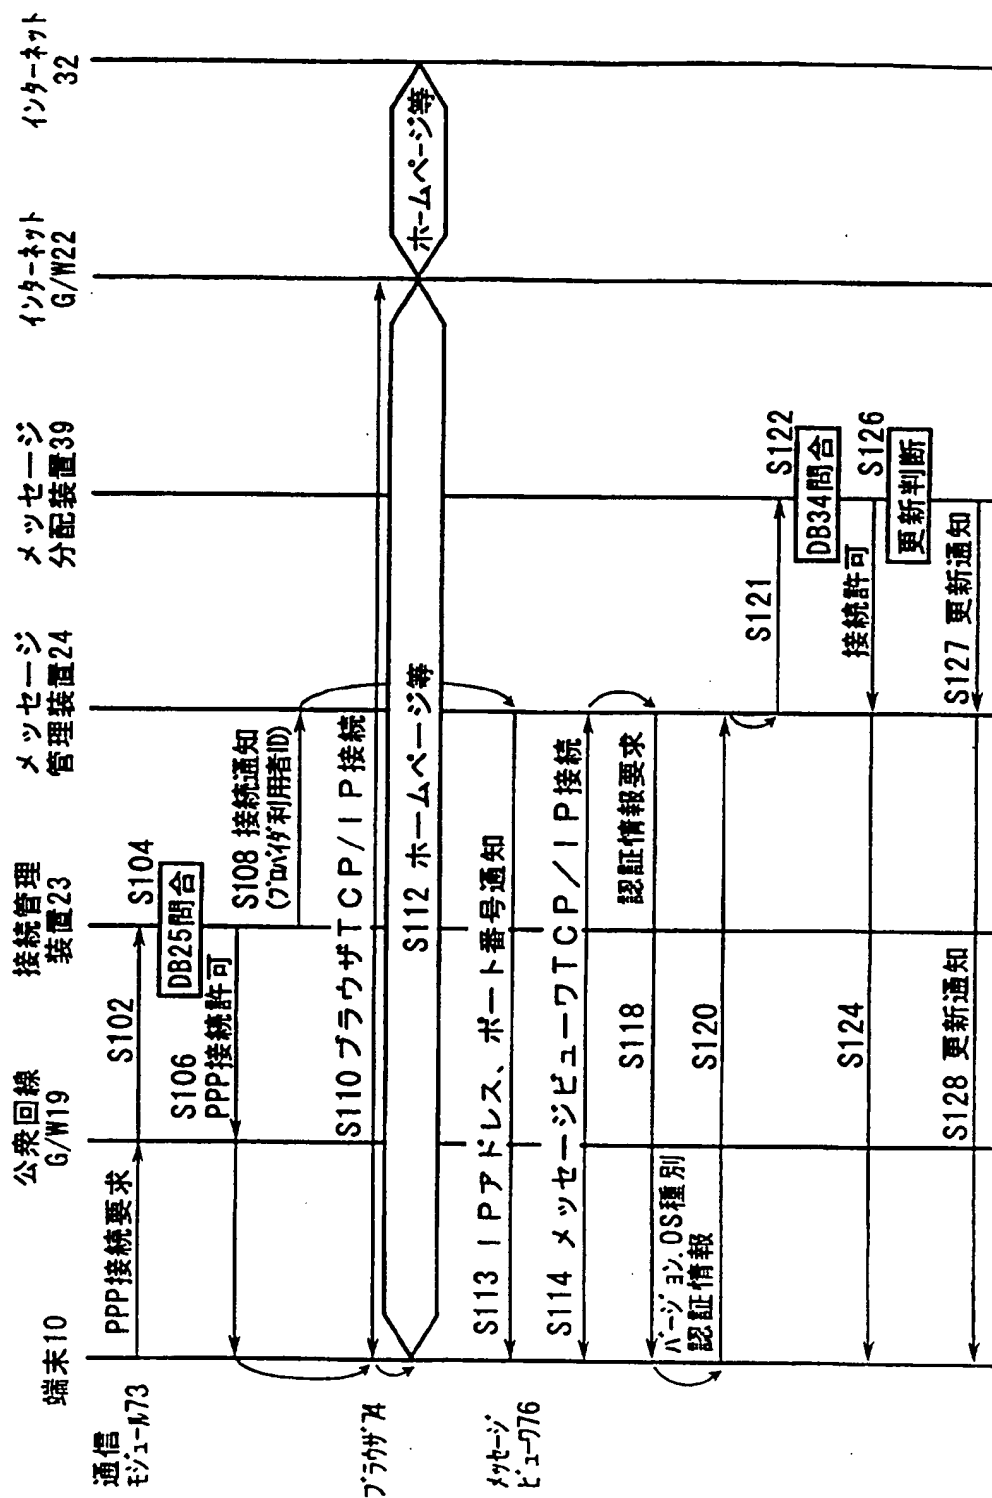 端末10
公衆回線
G/W19
接続管理
装置23
メッセージ
管理装置24
メッセージ
分配装置39
インターネット
G/W22
インターネット
32
通信
モジュール73
PPP接続要求
S102
S104
DB25問合
S106
PPP接続許可
S108 接続通知
(プロバイダ利用者ID)
ブラウザ74
S110 ブラウザTCP/IP接続
S112 ホームページ等
ホームページ等
メッセージ
ビューワ76
S113 IPアドレス、ポート番号通知
S114 メッセージビューワTCP/IP接続
S118
認証情報要求
バージョン、OS種別
認証情報
S120
S121
S122
DB34問合
S124
接続許可
S126
更新判断
S127 更新通知
S128 更新通知